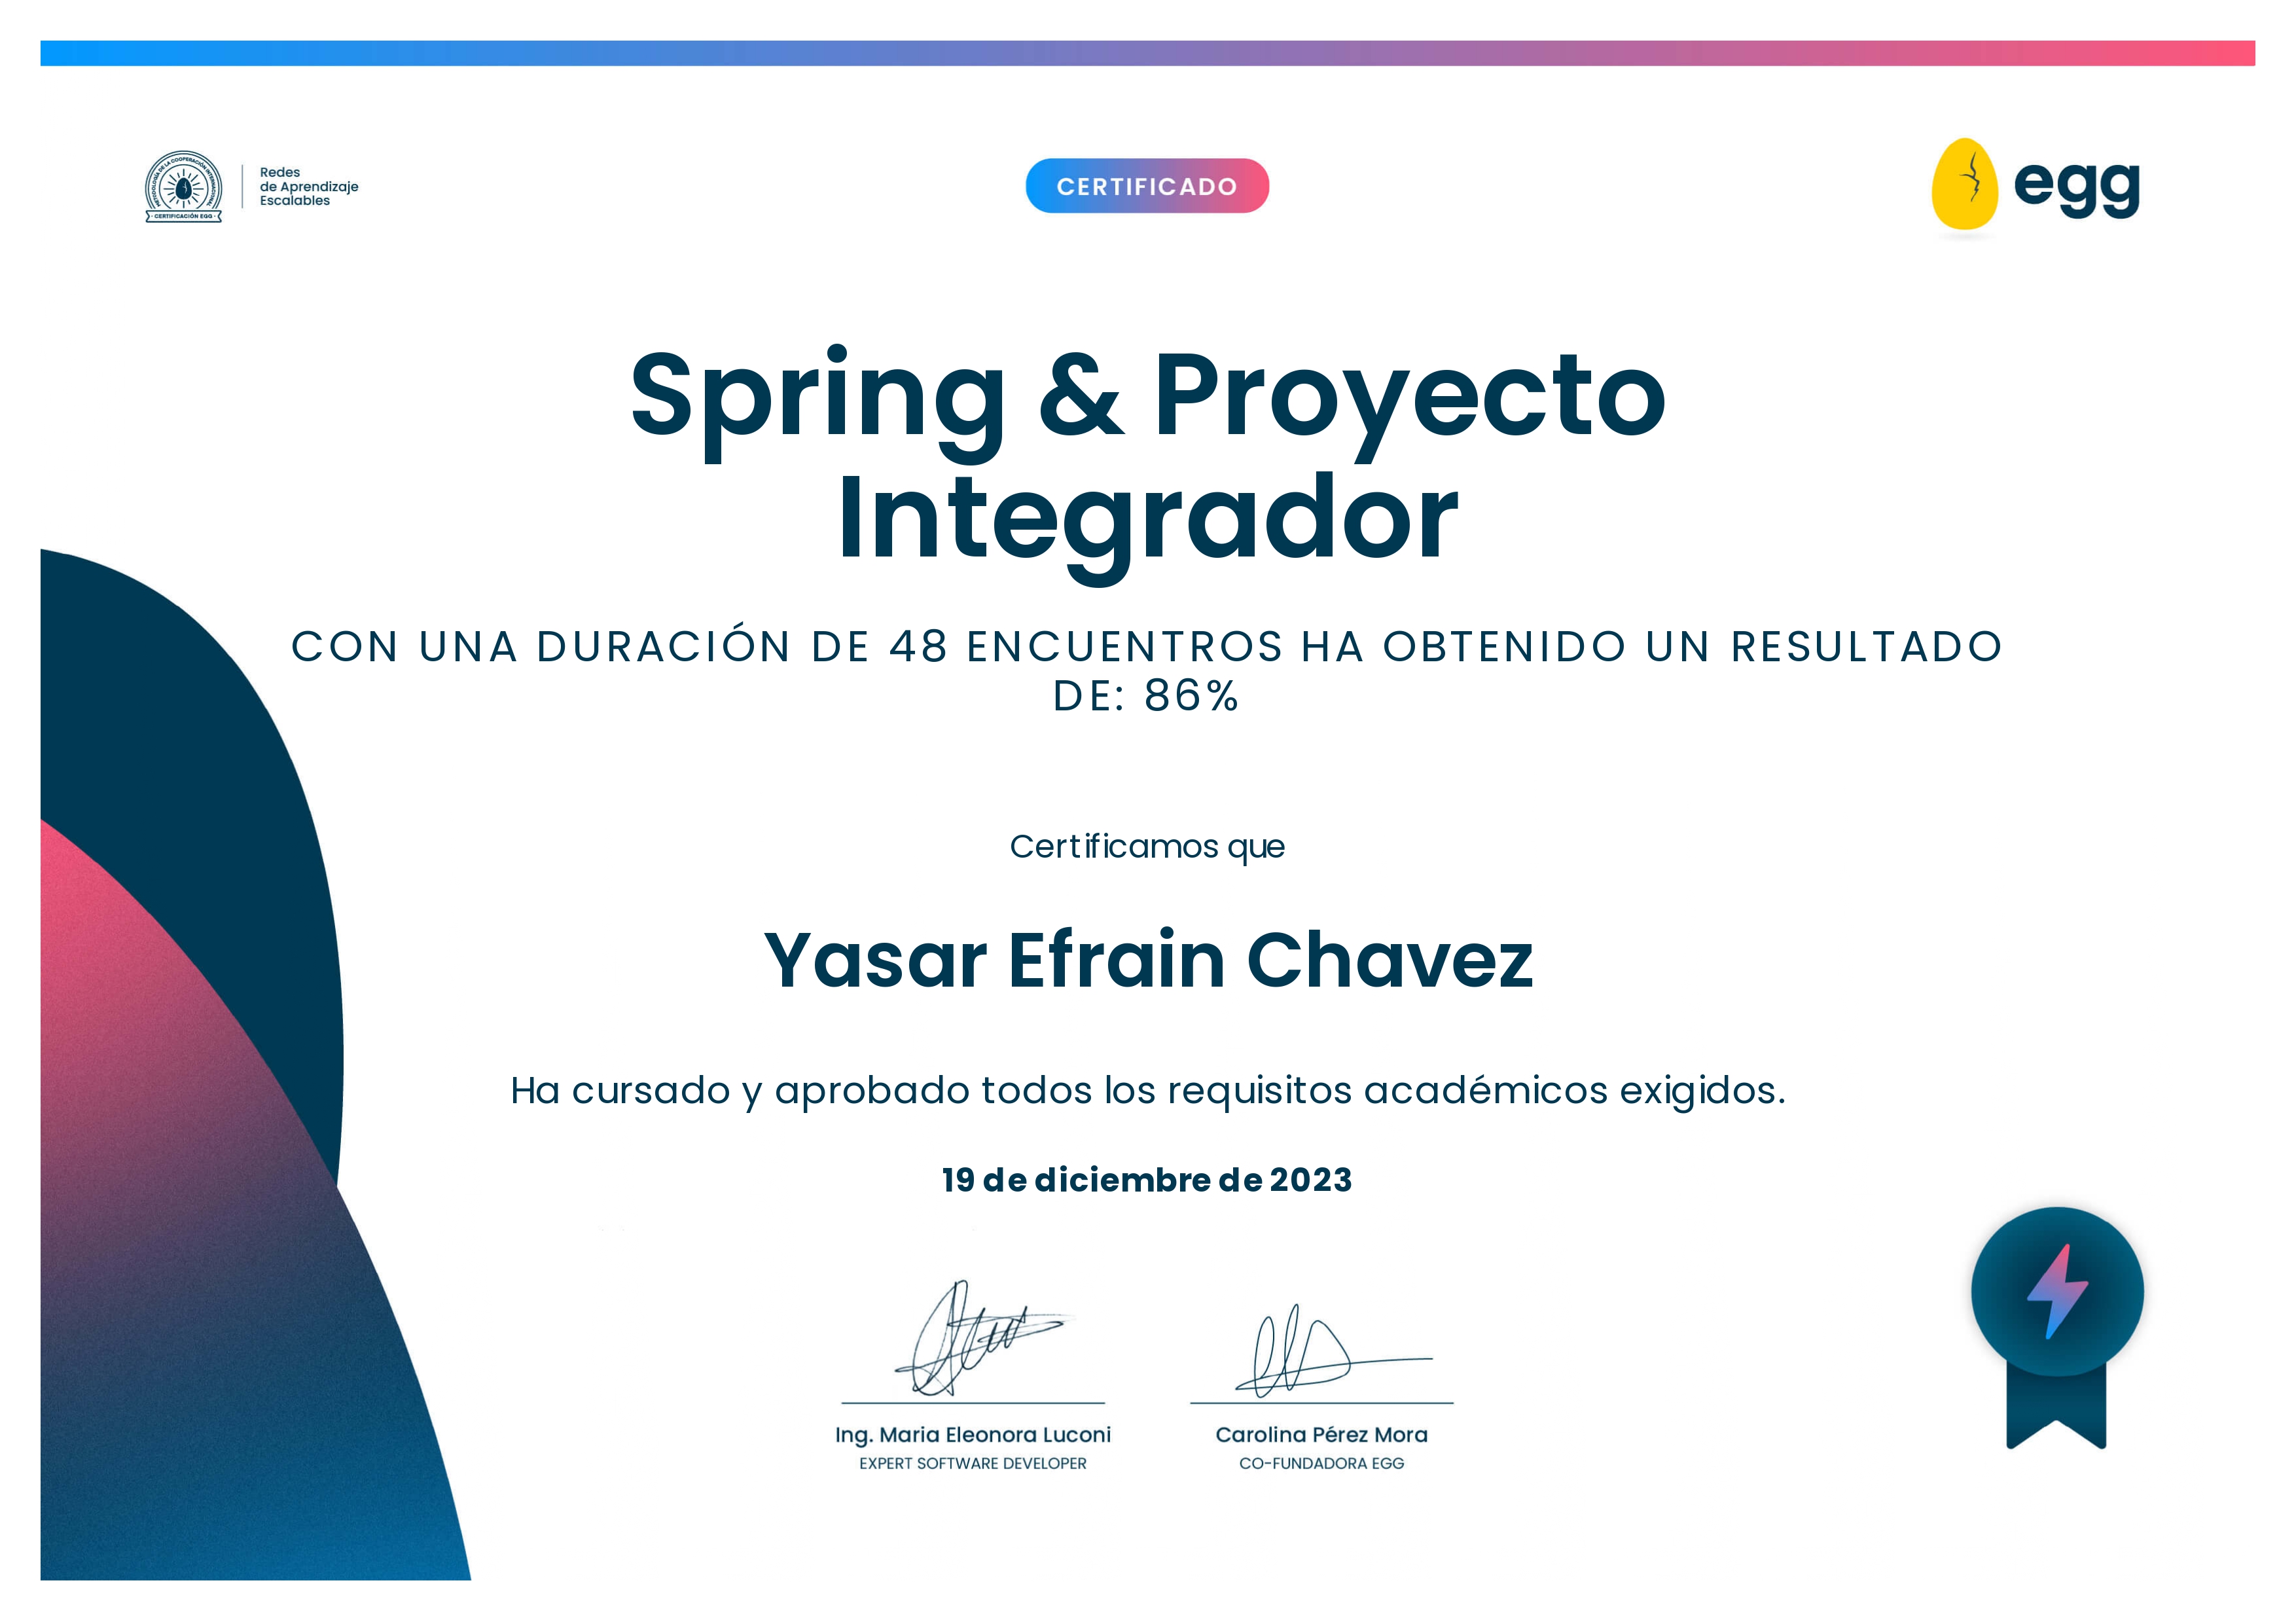 METODOLOGÍA DE LA COOPERACIÓN INTERNACIONAL
· CERTIFICACIÓN EGG ·
Redes
de Aprendizaje
Escalables
CERTIFICADO
egg
Spring & Proyecto
Integrador
CON UNA DURACIÓN DE 48 ENCUENTROS HA OBTENIDO UN RESULTADO
DE: 86%
Certificamos que
Yasar Efrain Chavez
Ha cursado y aprobado todos los requisitos académicos exigidos.
19 de diciembre de 2023
Ing. Maria Eleonora Luconi
EXPERT SOFTWARE DEVELOPER
Carolina Pérez Mora
CO-FUNDADORA EGG